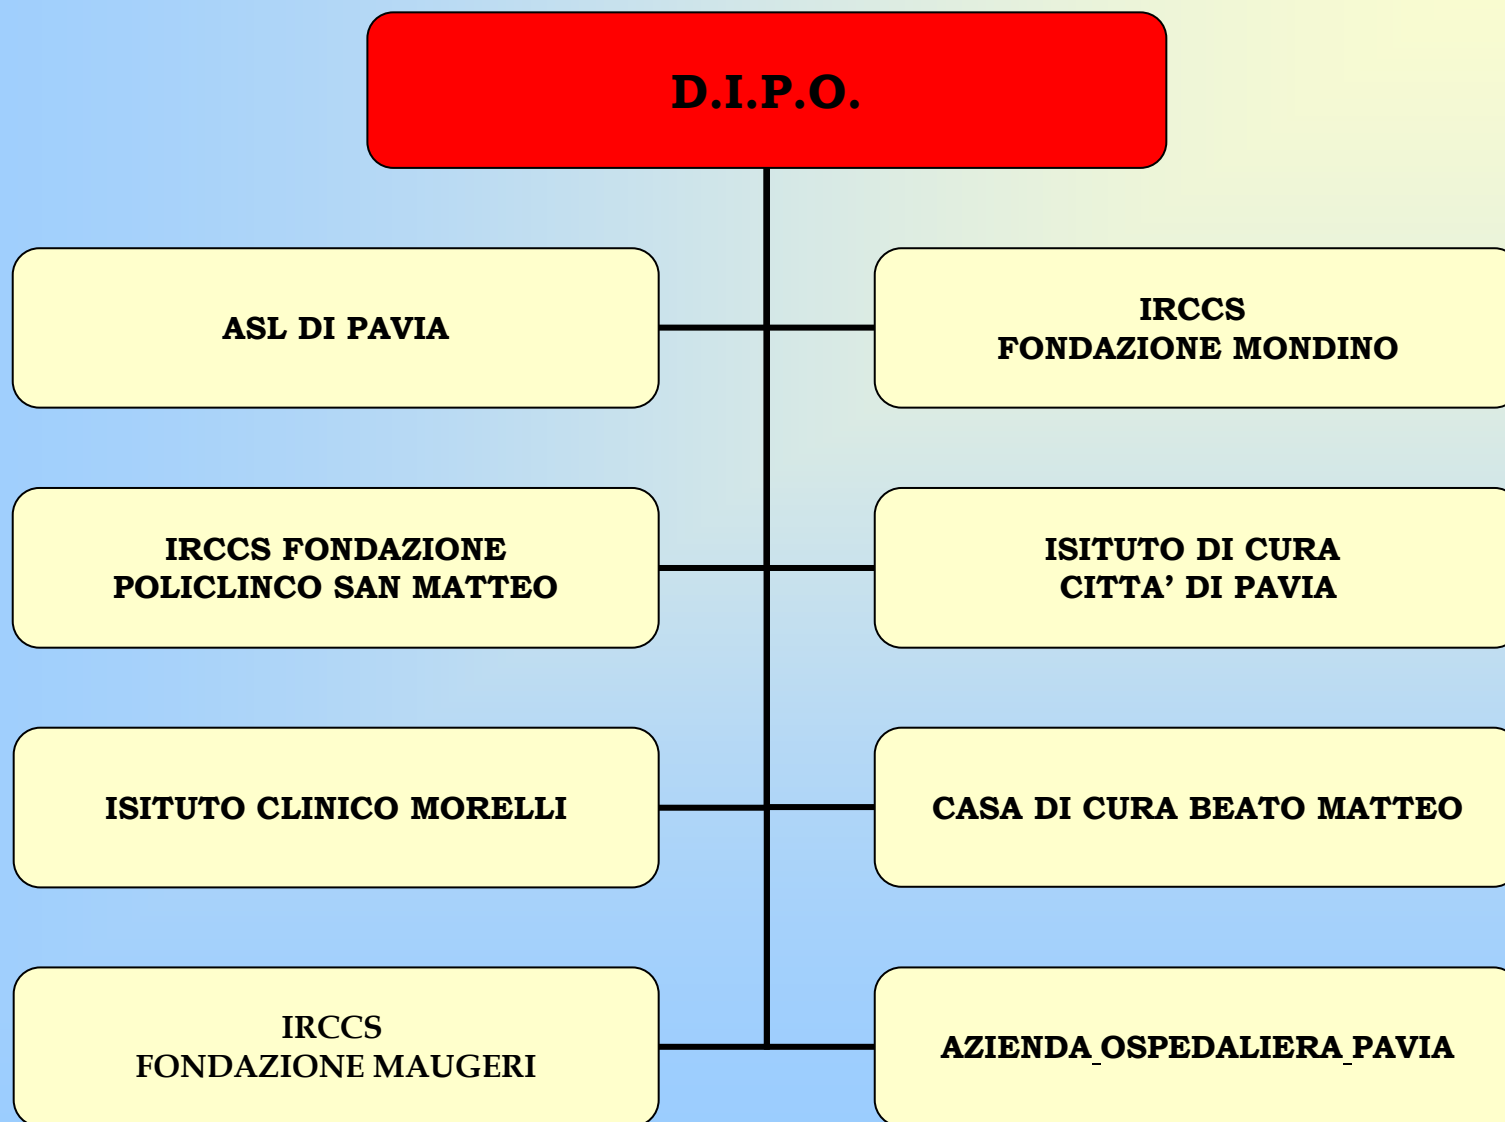 D.I.P.O.
ASL DI PAVIA
IRCCS
FONDAZIONE MONDINO
IRCCS FONDAZIONE
POLICLINCO SAN MATTEO
ISITUTO DI CURA
CITTA’ DI PAVIA
ISITUTO CLINICO MORELLI
CASA DI CURA BEATO MATTEO
IRCCS
FONDAZIONE MAUGERI
AZIENDA OSPEDALIERA PAVIA